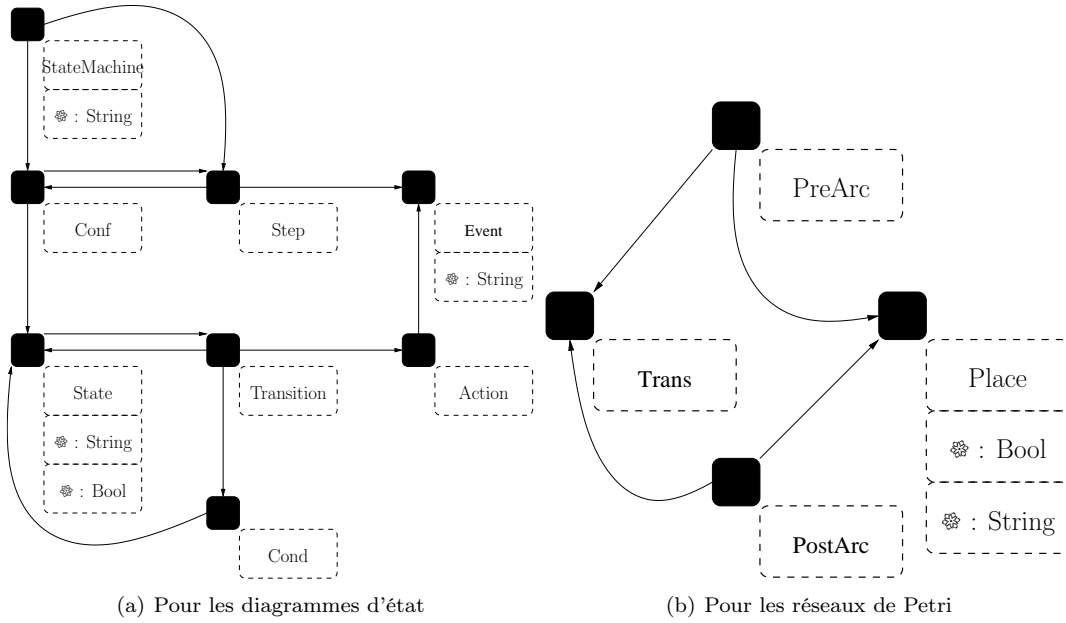 StateMachine
❆ : String
Conf
Step
Event
❆ : String
State
❆ : String
❆ : Bool
Transition
Action
Cond
(a) Pour les diagrammes d'état
PreArc
Trans
Place
❆ : Bool
❆ : String
PostArc
(b) Pour les réseaux de Petri